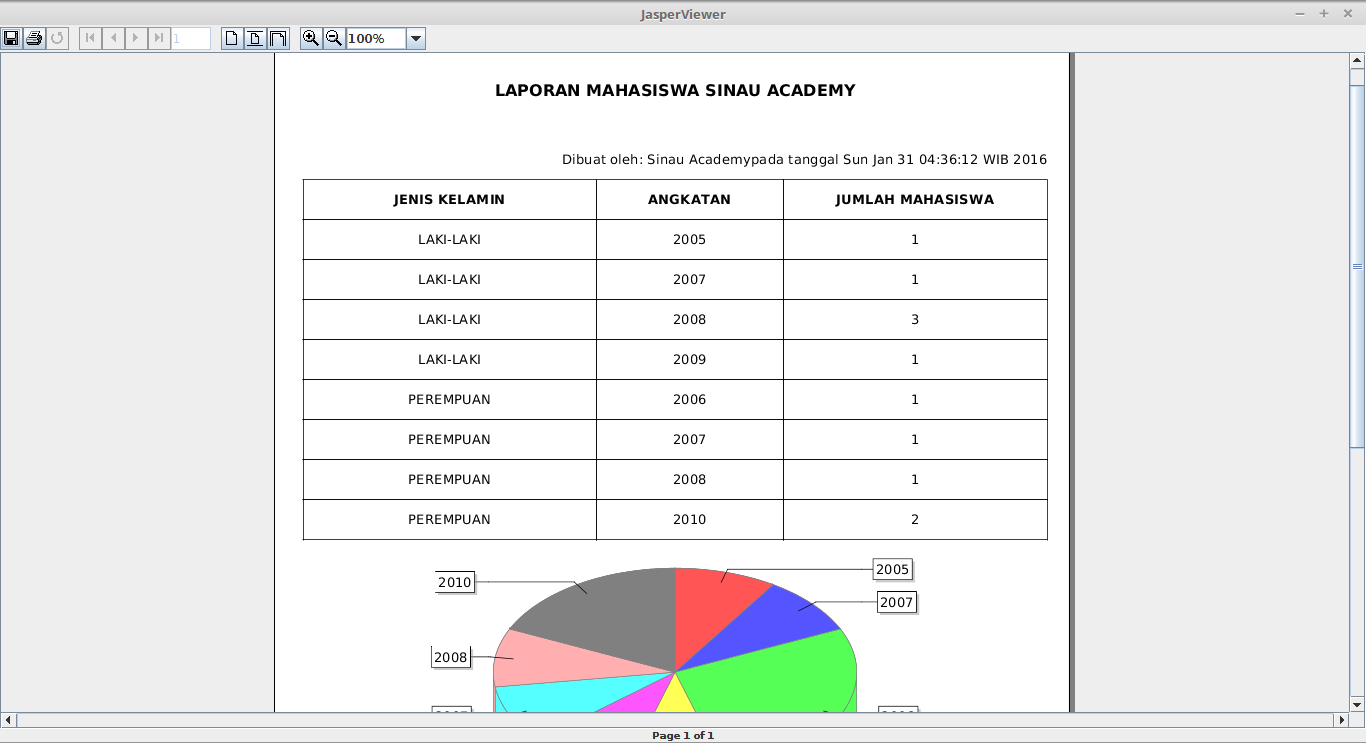 JasperViewer
1
100%
LAPORAN MAHASISWA SINAU ACADEMY
Dibuat oleh: Sinau Academypada tanggal Sun Jan 31 04:36:12 WIB 2016
JENIS KELAMIN ANGKATAN JUMLAH MAHASISWA
LAKI-LAKI 2005 1
LAKI-LAKI 2007 1
LAKI-LAKI 2008 3
LAKI-LAKI 2009 1
PEREMPUAN 2006 1
PEREMPUAN 2007 1
PEREMPUAN 2008 1
PEREMPUAN 2010 2
2010 2005
2007
2008
Page 1 of 1